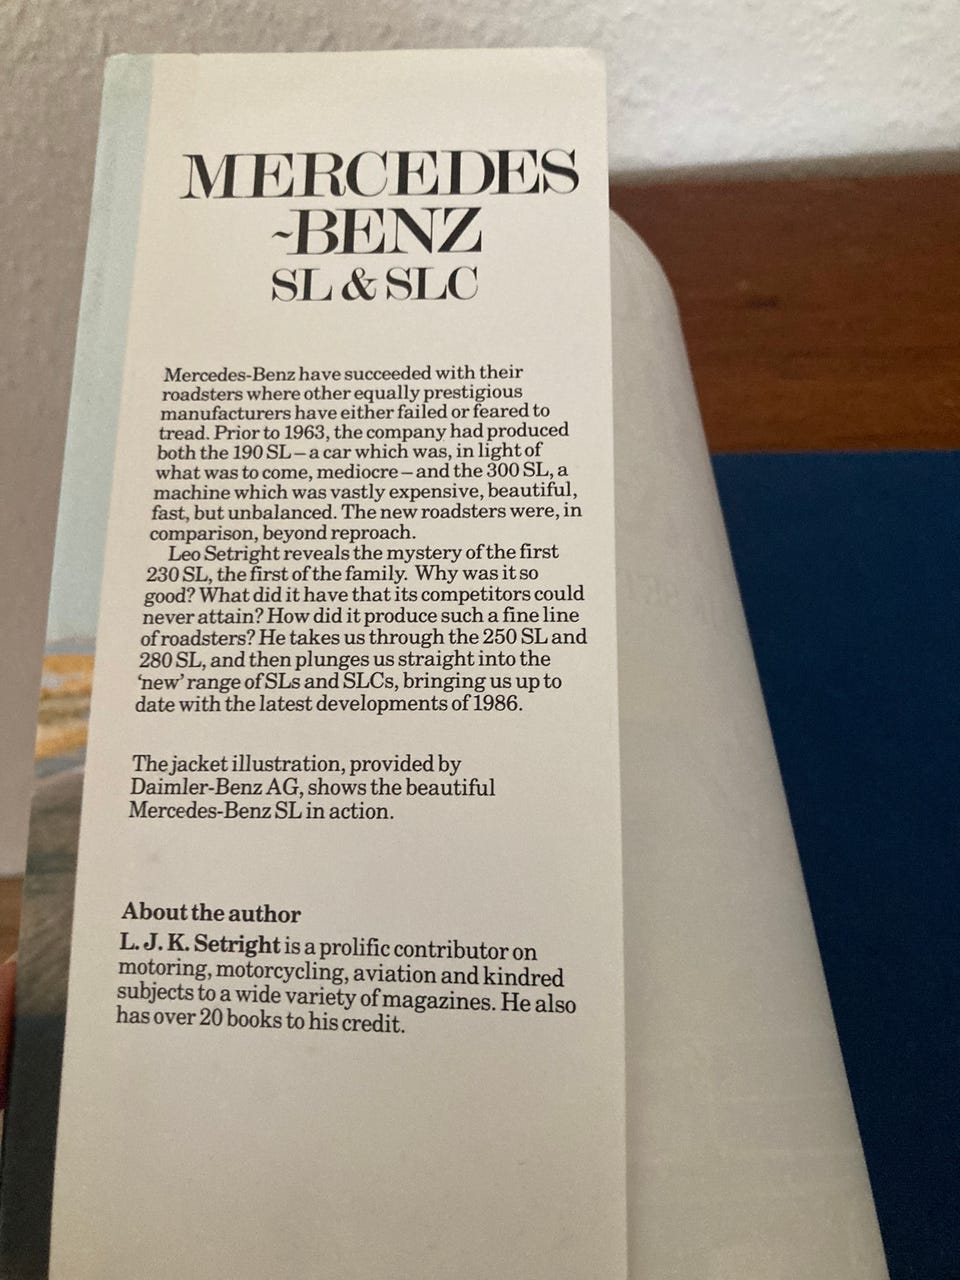 MERCEDES
-BENZ
SL & SLC
Mercedes-Benz have succeeded with their
roadsters where other equally prestigious
manufacturers have either failed or feared to
tread. Prior to 1963, the company had produced
both the 190 SL – a car which was, in light of
what was to come, mediocre – and the 300 SL, a
machine which was vastly expensive, beautiful,
fast, but unbalanced. The new roadsters were, in
comparison, beyond reproach.
Leo Setright reveals the mystery of the first
230 SL, the first of the family. Why was it so
good? What did it have that its competitors could
never attain? How did it produce such a fine line
of roadsters? He takes us through the 250 SL and
280 SL, and then plunges us straight into the
‘new’ range of SLs and SLCs, bringing us up to
date with the latest developments of 1986.
The jacket illustration, provided by
Daimler-Benz AG, shows the beautiful
Mercedes-Benz SL in action.
About the author
L. J. K. Setright is a prolific contributor on
motoring, motorcycling, aviation and kindred
subjects to a wide variety of magazines. He also
has over 20 books to his credit.